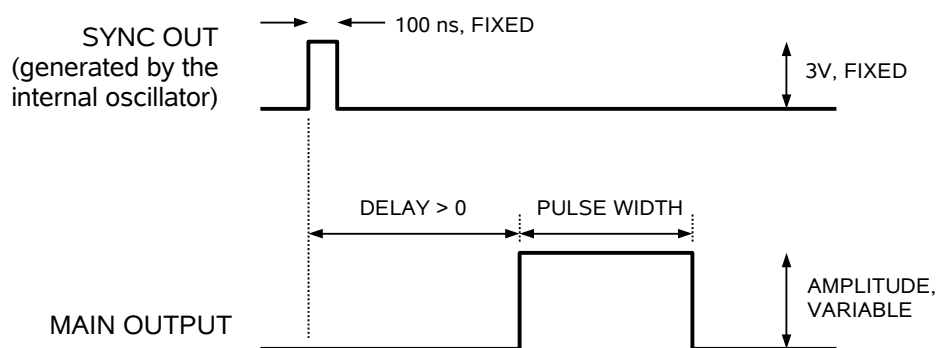 SYNC OUT
(generated by the
internal oscillator)
100 ns, FIXED
3V, FIXED
DELAY > 0
PULSE WIDTH
MAIN OUTPUT
AMPLITUDE,
VARIABLE